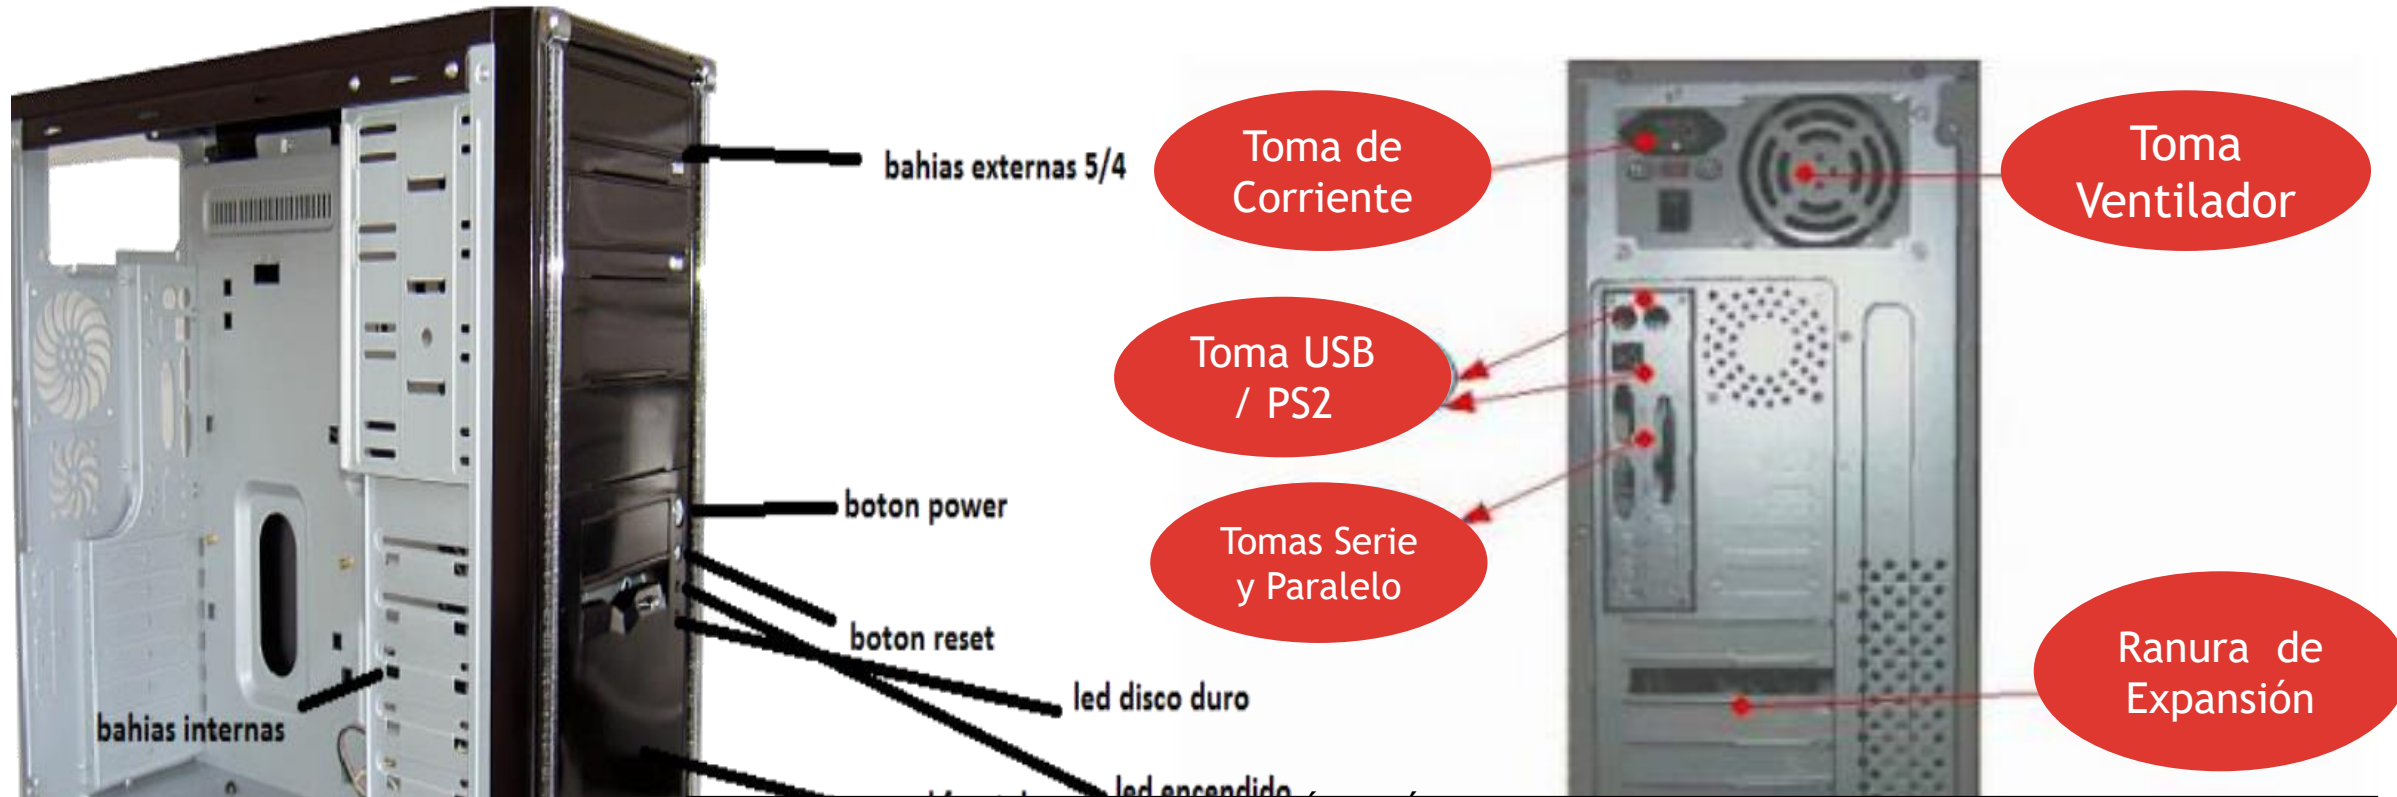 bahias externas 5/4
boton power
boton reset
led disco duro
led encendido
bahias internas
Toma de
Corriente
Toma
Ventilador
Toma USB
/ PS2
Tomas Serie
y Paralelo
Ranura de
Expansión